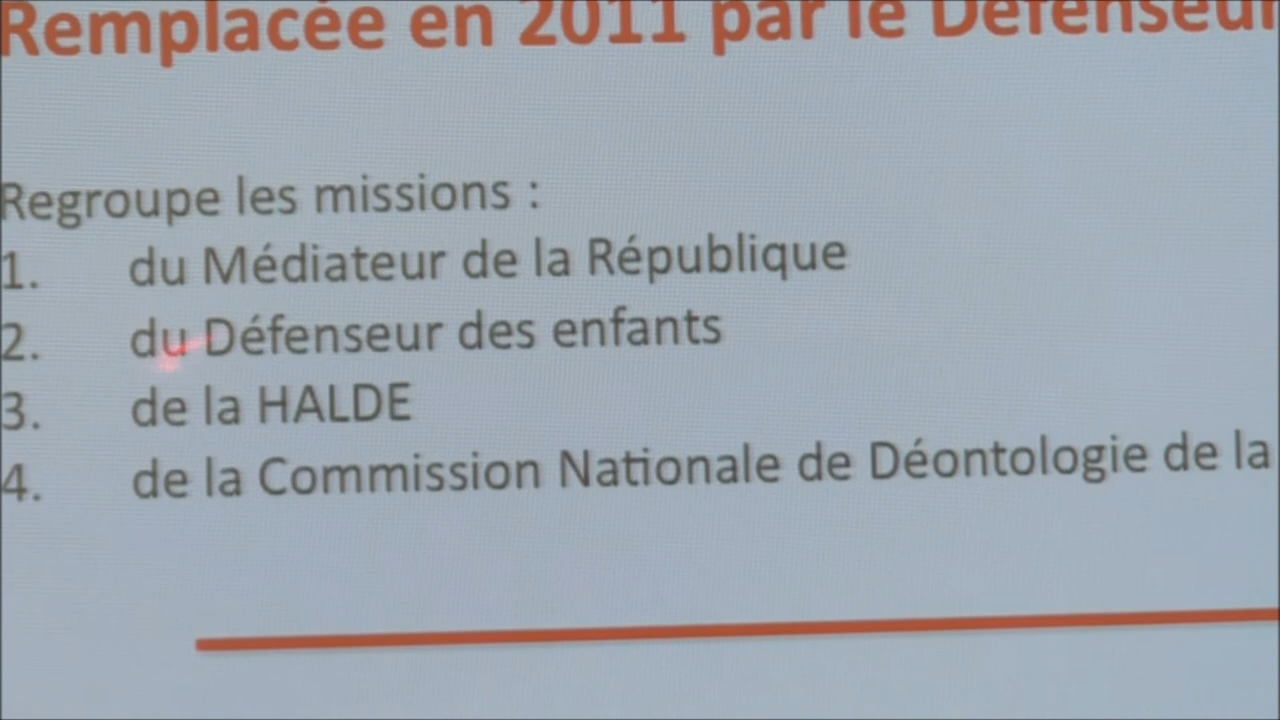 Remplacée en 2011 par le Défenseur
Regroupe les missions :
1. du Médiateur de la République
2. du Défenseur des enfants
3. de la HALDE
4. de la Commission Nationale de Déontologie de la